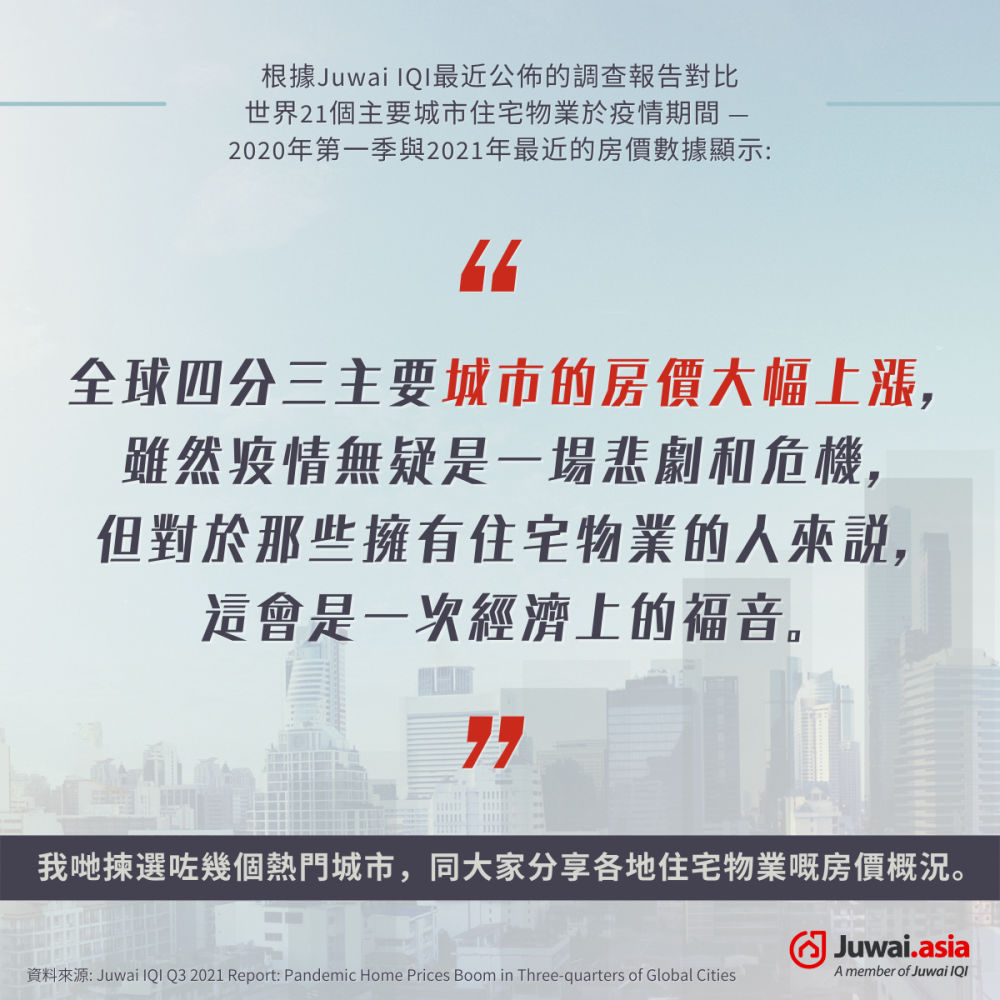 根據Juwai IQI最近公佈的調查報告對比
世界21個主要城市住宅物業於疫情期間 —
2020年第一季與2021年最近的房價數據顯示:
“
全球四分三主要城市的房價大幅上漲,
雖然疫情無疑是一場悲劇和危機,
但對於那些擁有住宅物業的人來説,
這會是一次經濟上的福音。
”
我哋揀選咗幾個熱門城市，同大家分享各地住宅物業嘅房價概況。
Juwai.asia
A member of Juwai IQI
資料來源: Juwai IQI Q3 2021 Report: Pandemic Home Prices Boom in Three-quarters of Global Cities